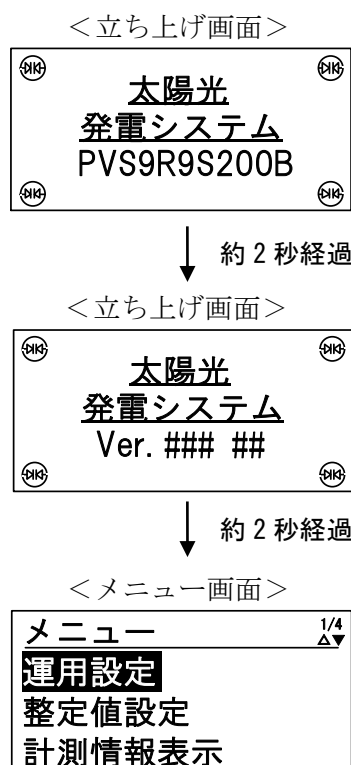 ＜立ち上げ画面＞
太陽光
発電システム
PVS9R9S200B
約２秒経過
＜立ち上げ画面＞
太陽光
発電システム
Ver. ### ##
約２秒経過
＜メニュー画面＞
メニュー 1/4
△▼
運用設定
整定値設定
計測情報表示